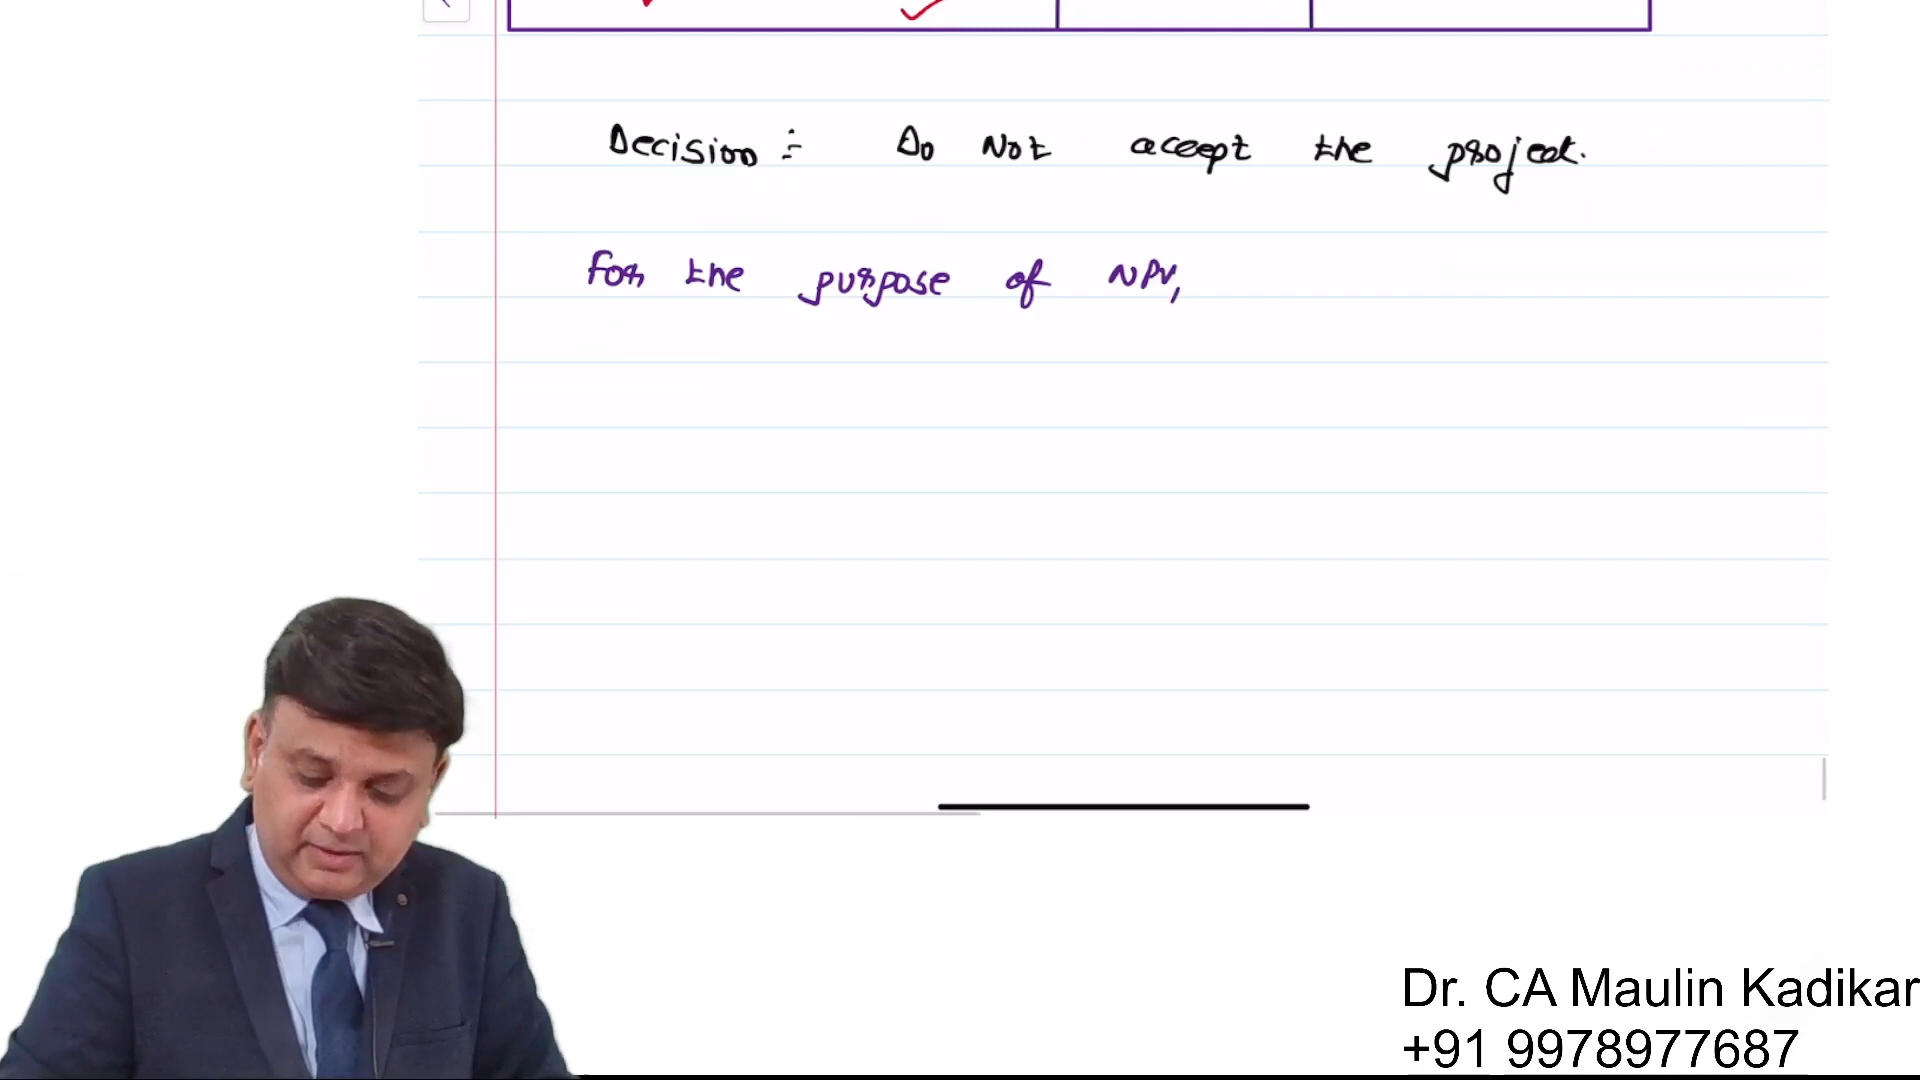 Decision :- Do Not accept the project.
For the purpose of NPV,
Dr. CA Maulin Kadikar
+91 9978977687